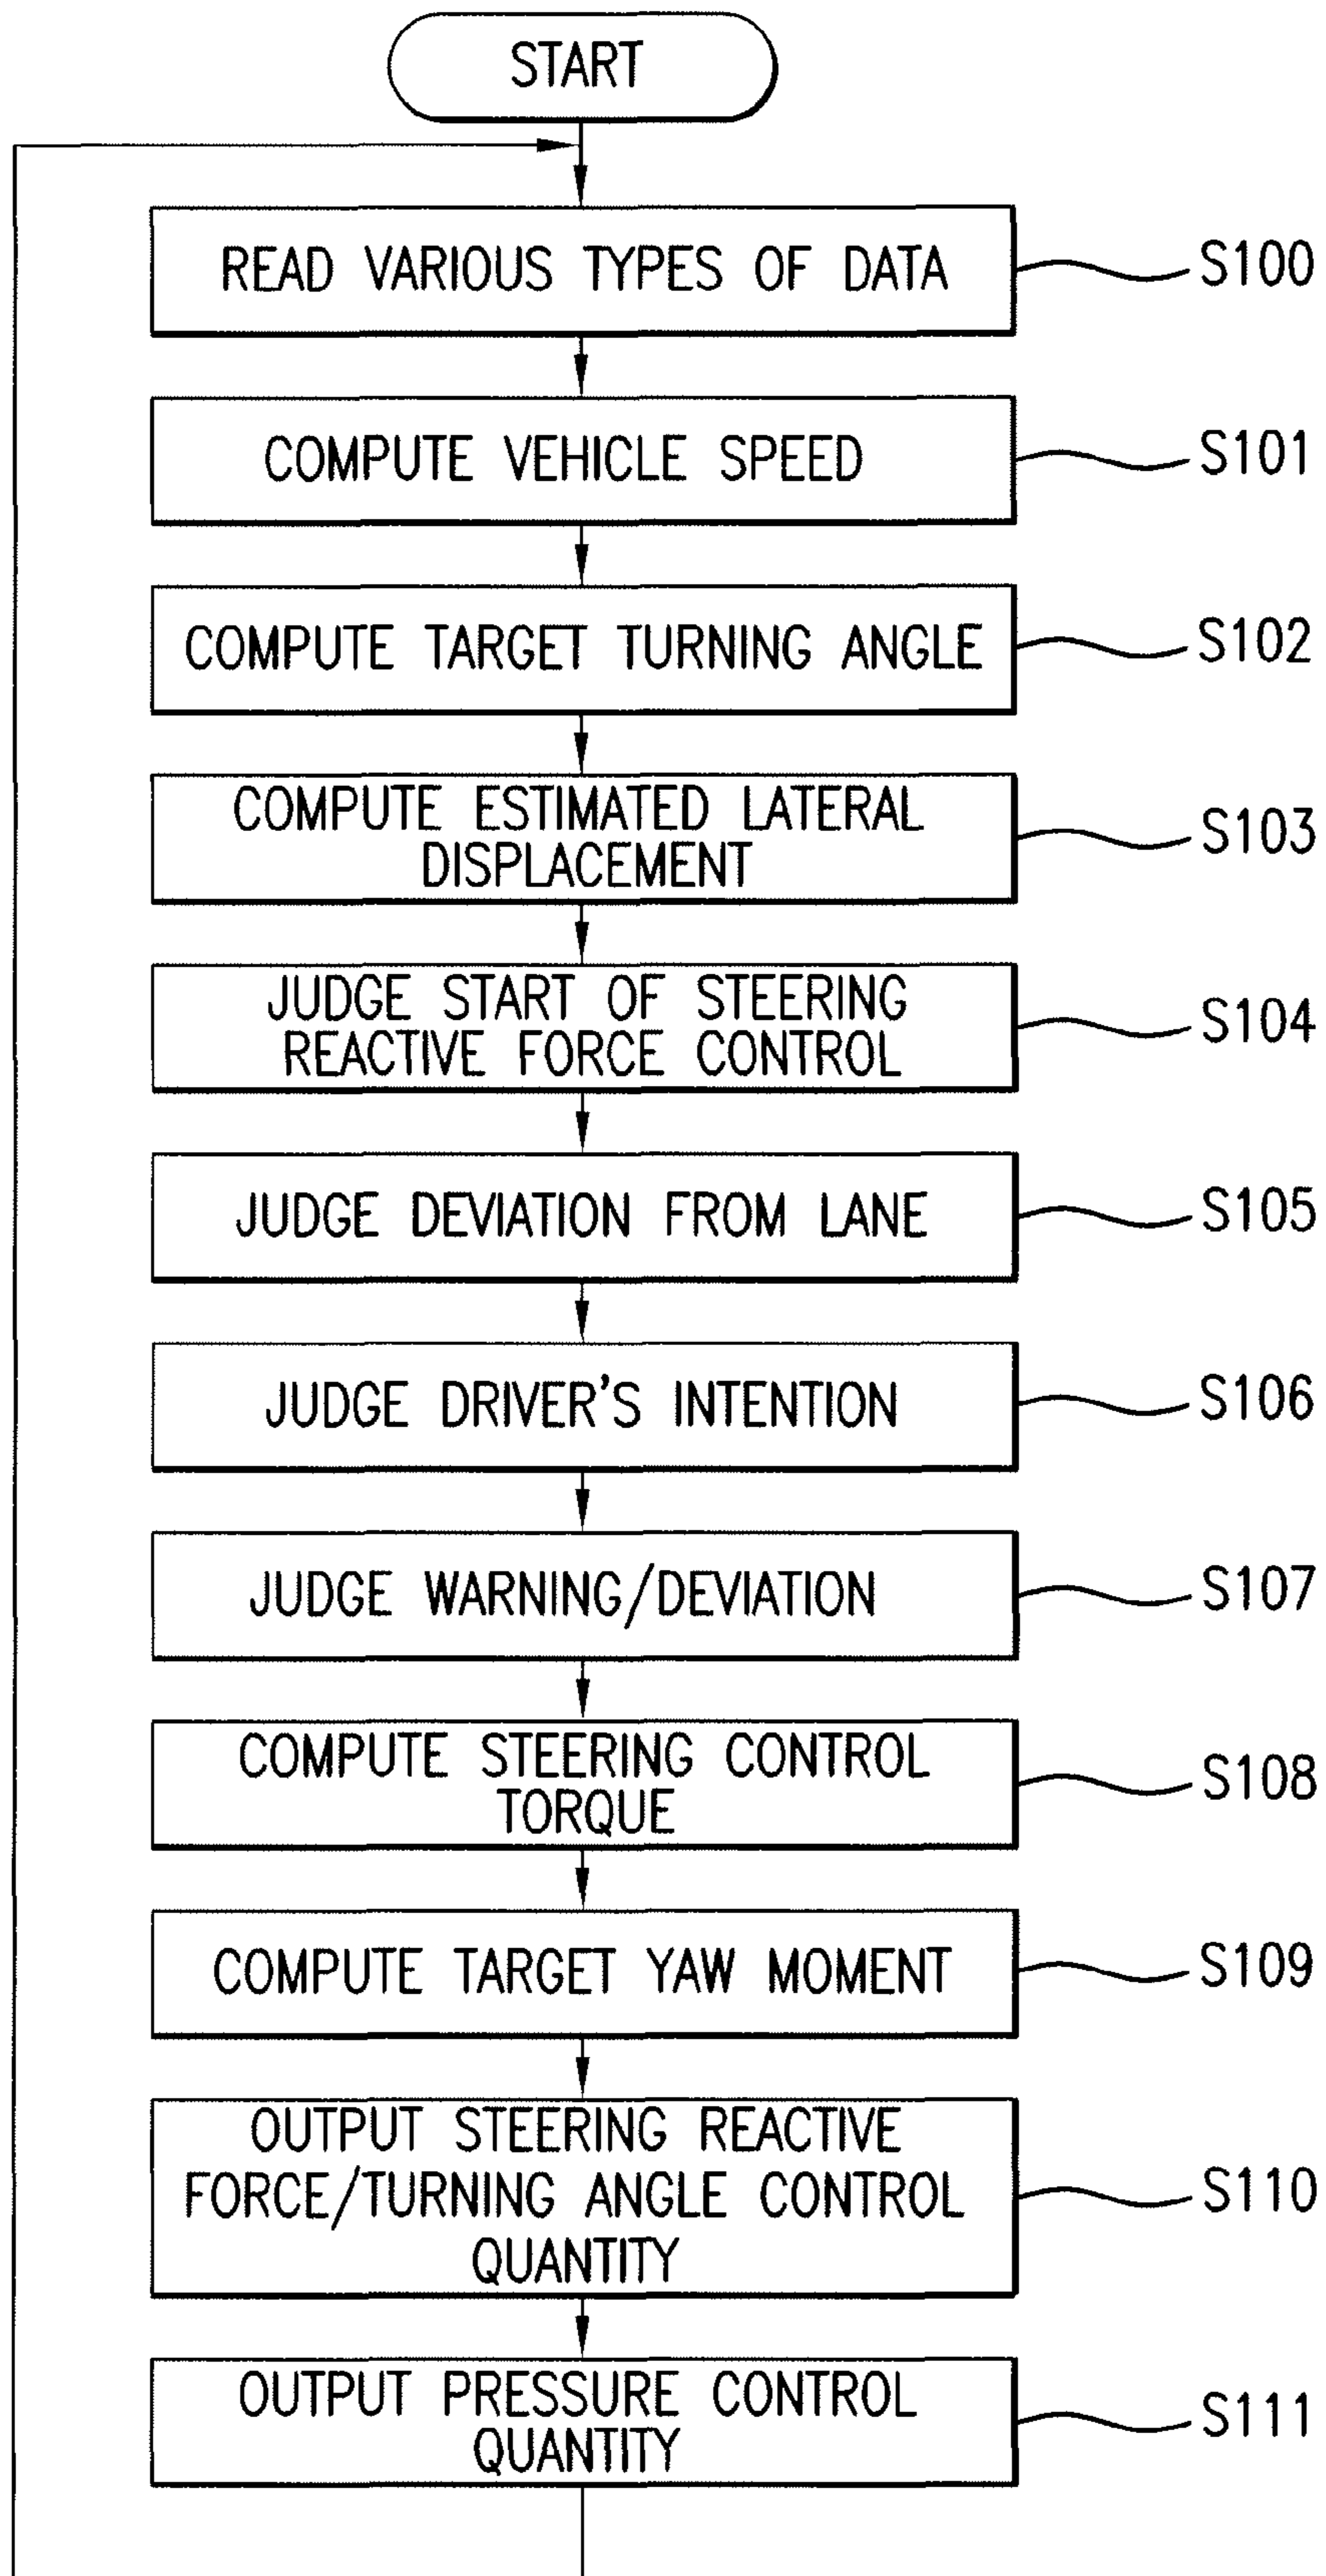 START
READ VARIOUS TYPES OF DATA
S100
COMPUTE VEHICLE SPEED
S101
COMPUTE TARGET TURNING ANGLE
S102
COMPUTE ESTIMATED LATERAL
DISPLACEMENT
S103
JUDGE START OF STEERING
REACTIVE FORCE CONTROL
S104
JUDGE DEVIATION FROM LANE
S105
JUDGE DRIVER'S INTENTION
S106
JUDGE WARNING/DEVIATION
S107
COMPUTE STEERING CONTROL
TORQUE
S108
COMPUTE TARGET YAW MOMENT
S109
OUTPUT STEERING REACTIVE
FORCE/TURNING ANGLE CONTROL
QUANTITY
S110
OUTPUT PRESSURE CONTROL
QUANTITY
S111